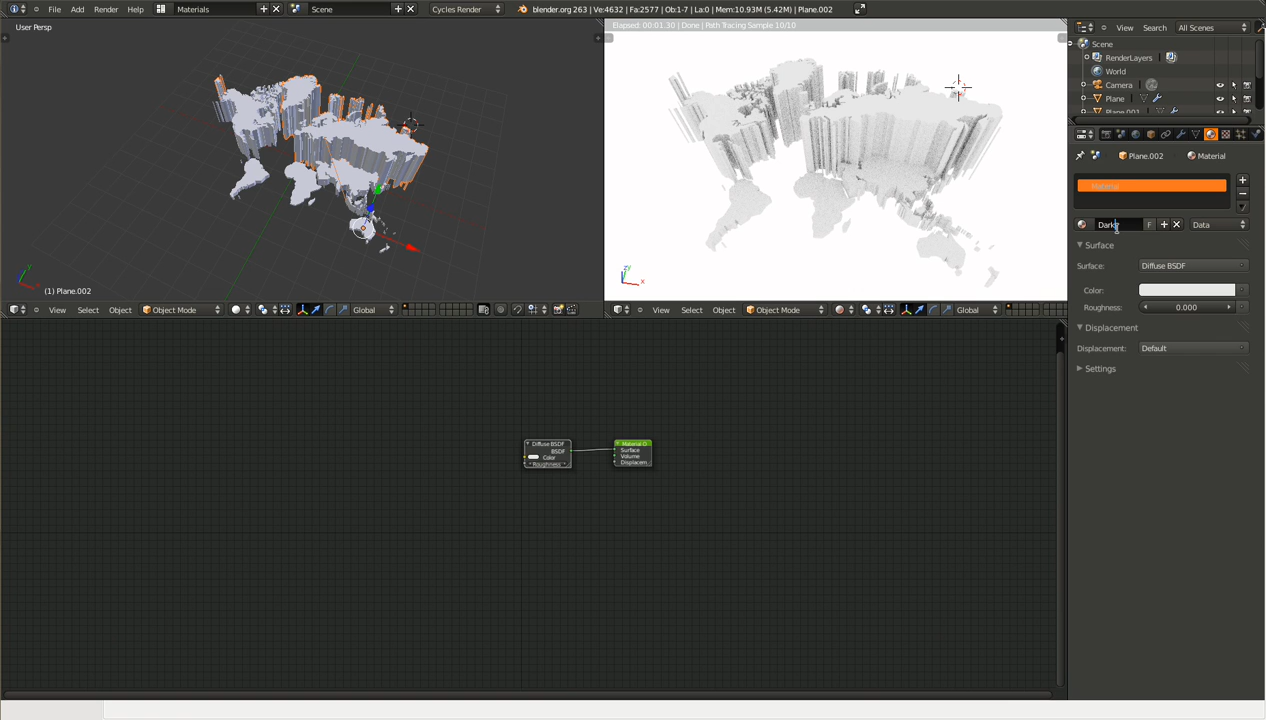 File Add Render Help Materials Scene Cycles Render blender.org 263 | Ve:4632 | Fa:2577 | Ob:1-7 | La:0 | Mem:10.93M (5.42M) | Plane.002
User Persp
Elapsed: 00:01.30 | Done | Path Tracing Sample 10/10
View Search All Scenes
Scene
RenderLayers
World
Camera
Plane
Plane.001
Plane.002 Material
Material
F Data
Surface
Surface: Diffuse BSDF
Color:
Roughness: 0.000
Displacement
Displacement: Default
Settings
y
x
zy
x
(1) Plane.002
View Select Object Object Mode Global
View Select Object Object Mode Global
Diffuse BSDF
BSDF
Color
Roughness
Material O
Surface
Volume
Displacem